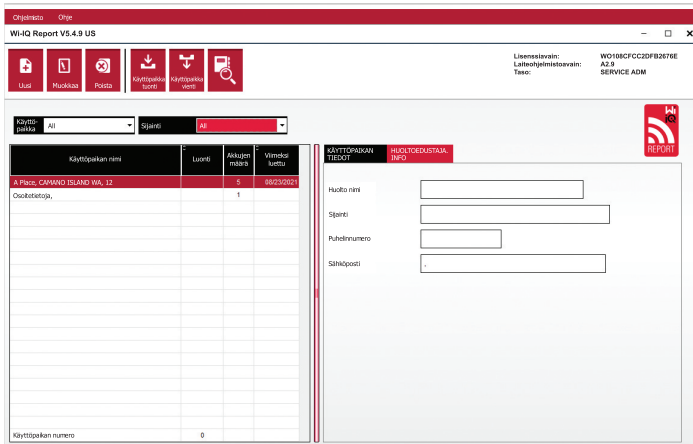 Ohjelmisto Ohje
Wi-IQ Report V5.4.9 US
Uusi
Muokkaa
Poista
Käyttöpaikka
tuonti
Käyttöpaikka
vienti
Lisenssiavain: WO108CFCC2DFB2676E
Laiteohjelmistoavain: A2.9
Taso: SERVICE ADM
Käyttö-
paikka
All
Sijainti
All
Wi
iQ
REPORT
Käyttöpaikan nimi
Luonti
Akkujen
määrä
Viimeksi
luettu
A Place, CAMANO ISLAND WA, 12 5 08/23/2021
Osoitetietoja, 1
Käyttöpaikan numero 0
KÄYTTÖPAIKAN
TIEDOT
HUOLTOEDUSTAJA.
INFO
Huolto nimi
Sijainti
Puhelinnumero
Sähköposti
.